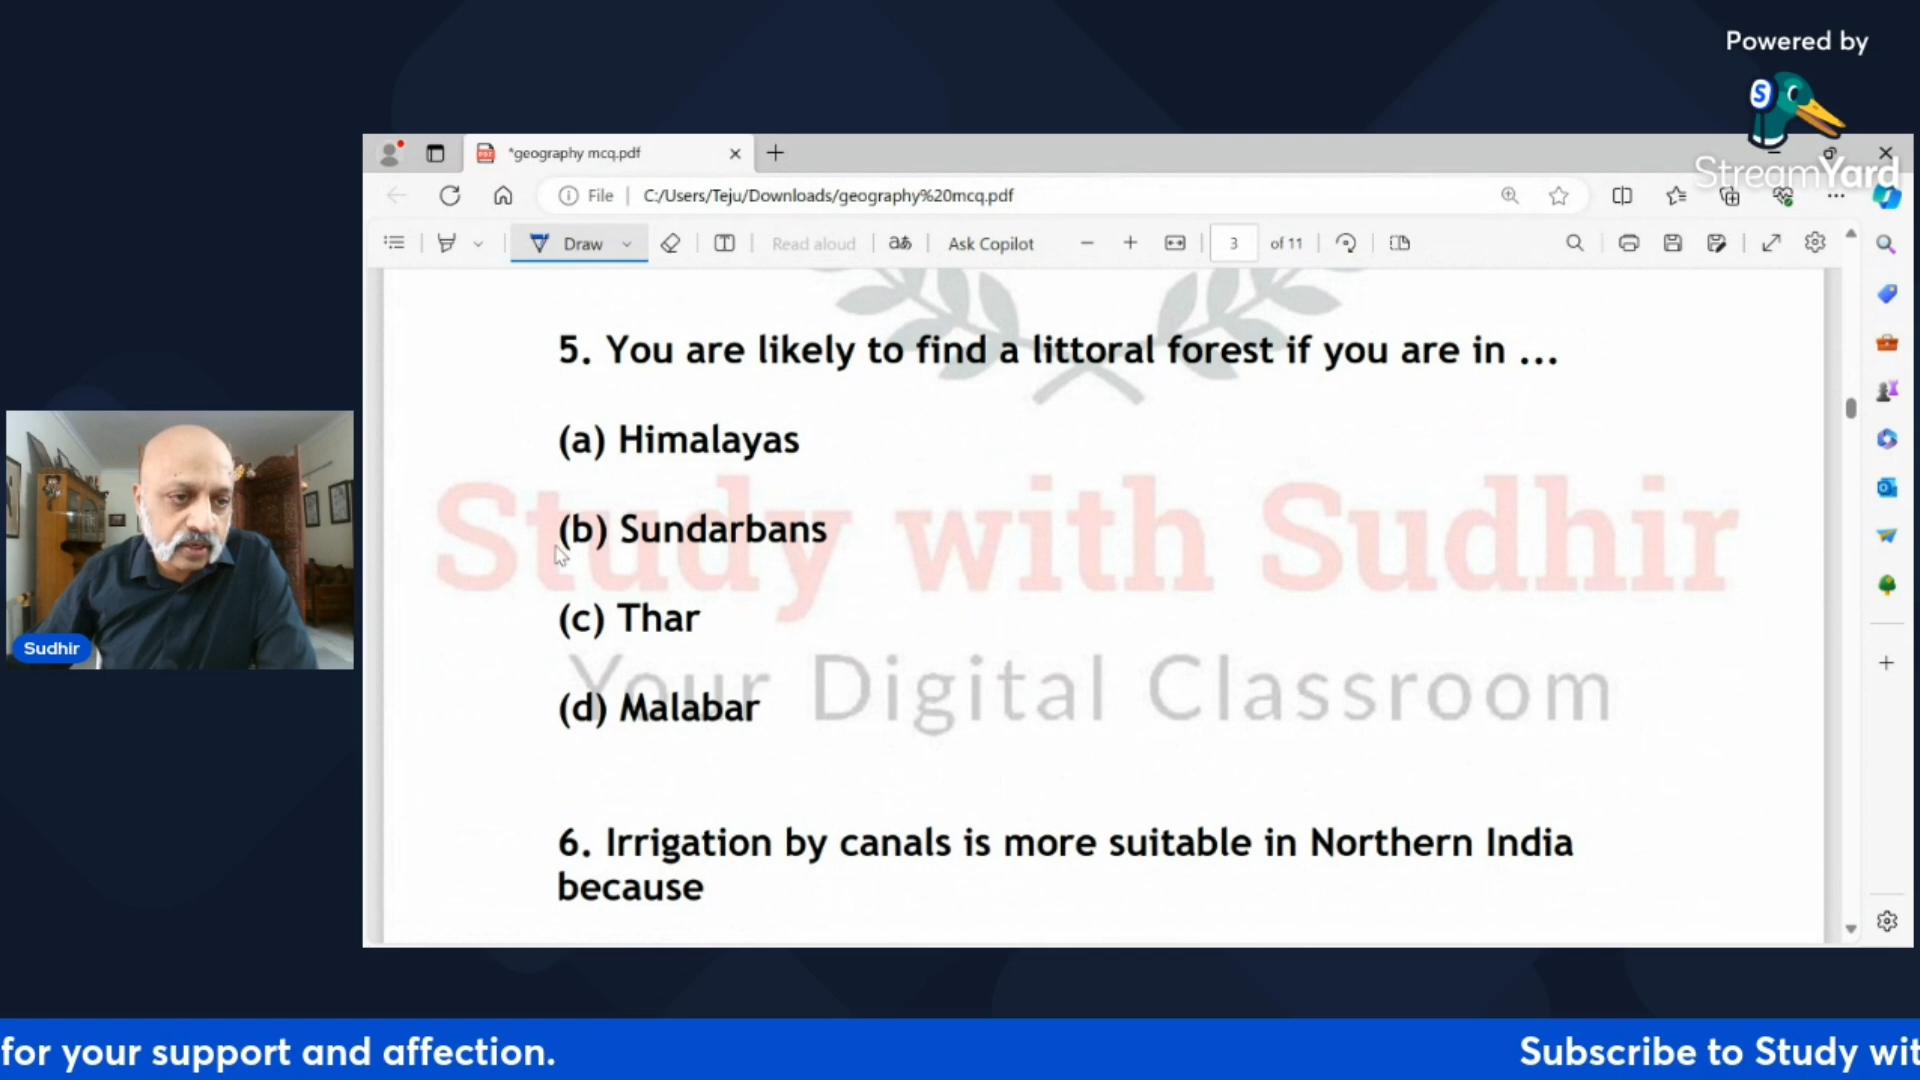 Powered by
StreamYard
*geography mcq.pdf
File
C:/Users/Teju/Downloads/geography%20mcq.pdf
Draw
Read aloud
aあ
Ask Copilot
3
of 11
5. You are likely to find a littoral forest if you are in ...
(a) Himalayas
Study with Sudhir
(b) Sundarbans
(c) Thar
Your Digital Classroom
(d) Malabar
6. Irrigation by canals is more suitable in Northern India
because
Sudhir
for your support and affection.
Subscribe to Study wit